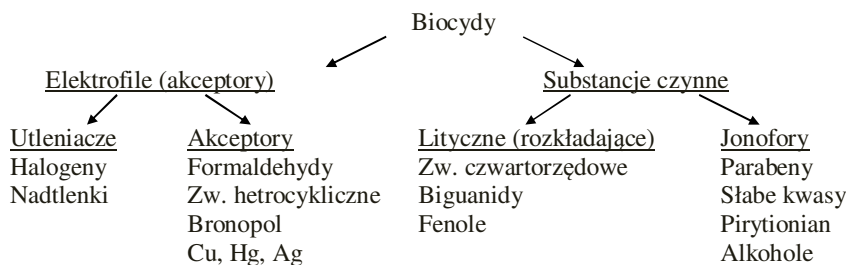 Biocydy
Elektrofile (akceptory)
Substancje czynne
Utleniacze
Halogeny
Nadtlenki
Akceptory
Formaldehydy
Zw. hetrocykliczne
Bronopol
Cu, Hg, Ag
Lityczne (rozkładające)
Zw. czwartorzędowe
Biguanidy
Fenole
Jonofory
Parabeny
Słabe kwasy
Pirytionian
Alkohole